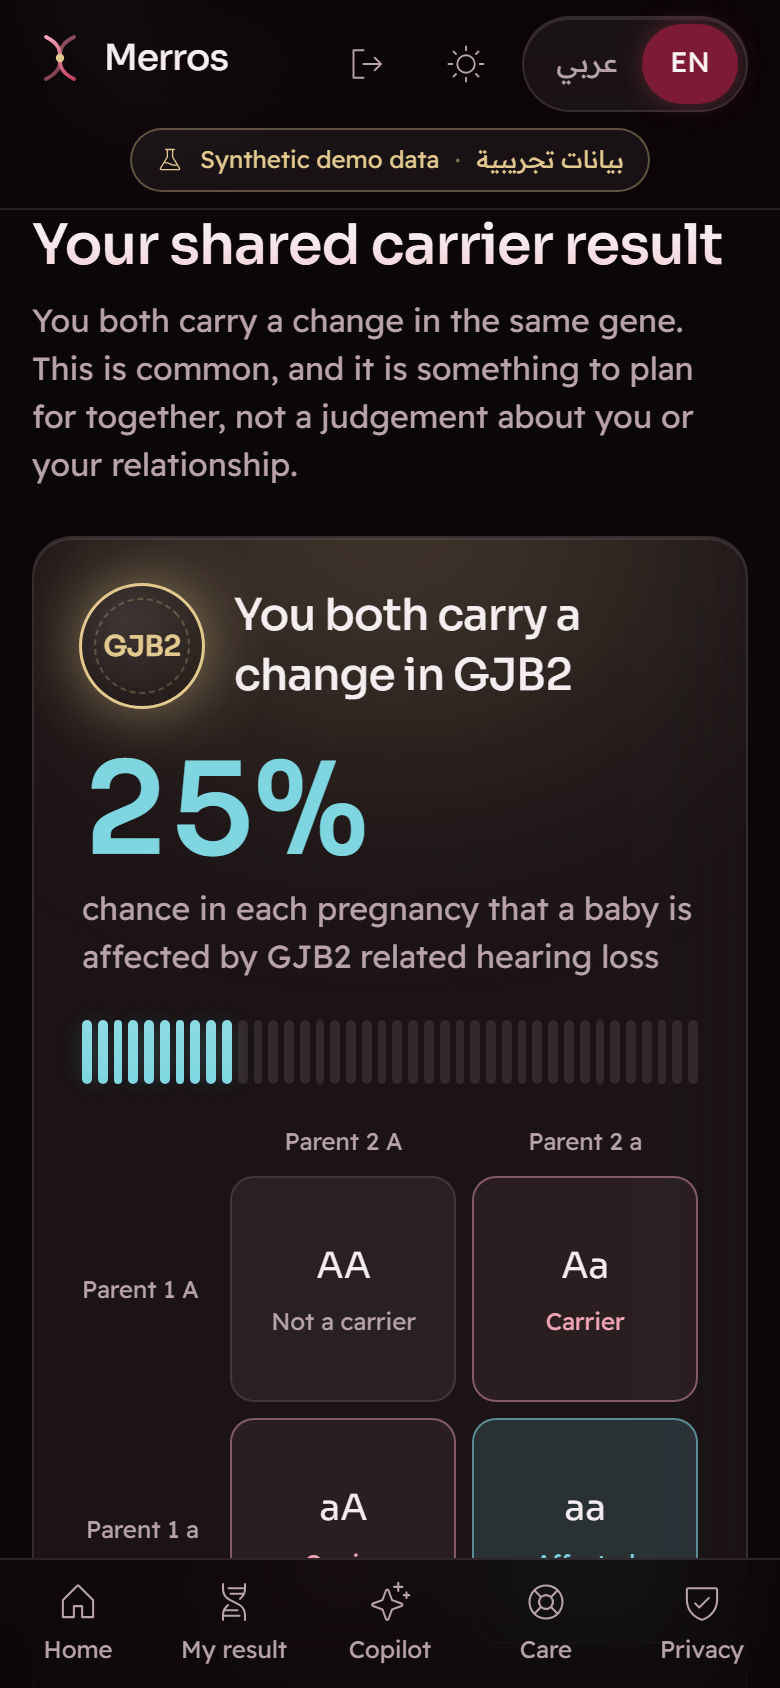 Merros
عربي
EN
Synthetic demo data · بيانات تجريبية
Your shared carrier result
You both carry a change in the same gene.
This is common, and it is something to plan
for together, not a judgement about you or
your relationship.
GJB2
You both carry a
change in GJB2
25%
chance in each pregnancy that a baby is
affected by GJB2 related hearing loss
Parent 2 A
Parent 2 a
Parent 1 A
AA
Not a carrier
Aa
Carrier
Parent 1 a
aA
aa
Home
My result
Copilot
Care
Privacy